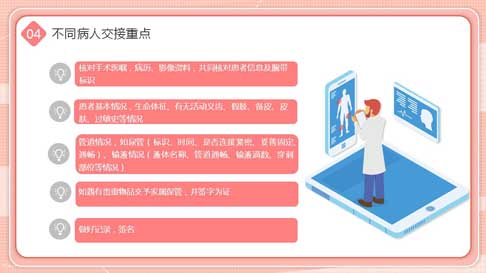 04 不同病人交接重点
核对手术医嘱，病历，影像资料，共同核对患者信息及腕带
标识
患者基本情况，生命体征、有无活动义齿、假肢、备皮、皮
肤、过敏史等情况
管道情况，如尿管（标识、时间、是否连接紧密、妥善固定、
通畅）、输液情况（液体名称、管道通畅、输液滴数、穿刺
部位等情况）
如遇有贵重物品交予家属保管，并签字为证
做好记录，签名